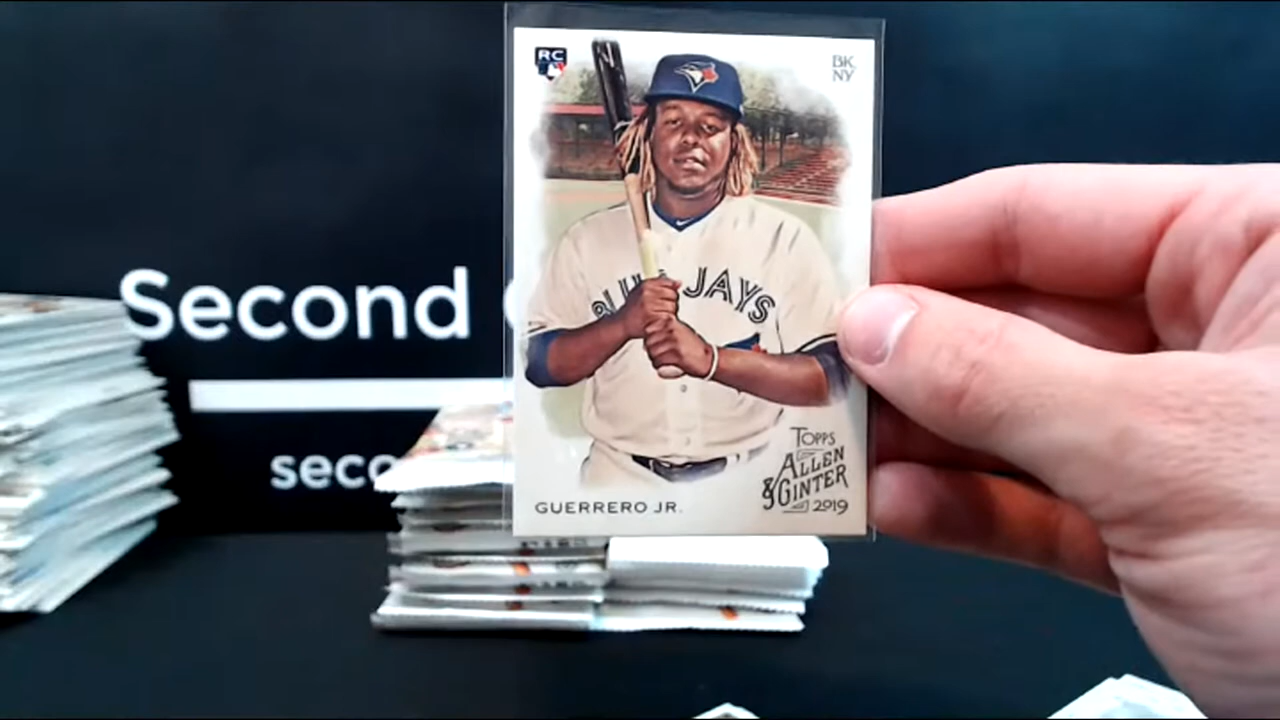 RC
BK.
NY
BLUE JAYS
Second
seco
TOPPS
ALLEN
& GINTER
2019
GUERRERO JR.